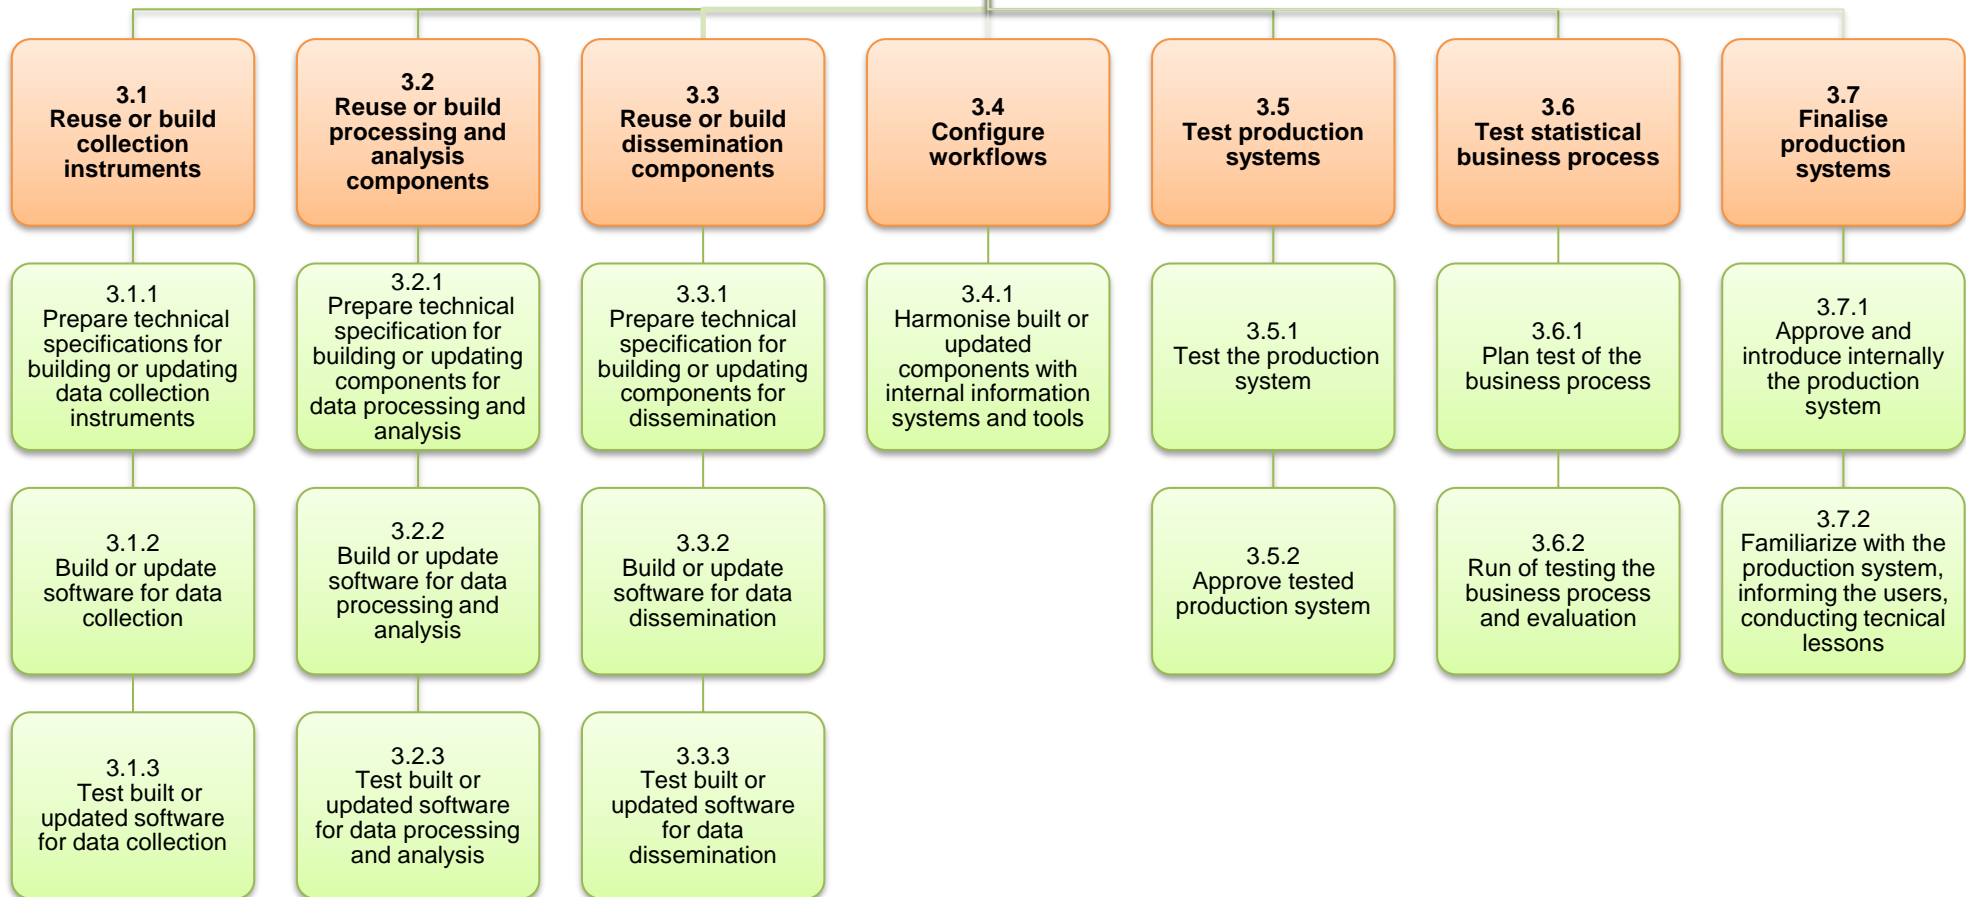 3.1
Reuse or build
collection
instruments
3.2
Reuse or build
processing and
analysis
components
3.3
Reuse or build
dissemination
components
3.4
Configure
workflows
3.5
Test production
systems
3.6
Test statistical
business process
3.7
Finalise
production
systems
3.1.1
Prepare technical
specifications for
building or updating
data collection
instruments
3.2.1
Prepare technical
specification for
building or updating
components for
data processing and
analysis
3.3.1
Prepare technical
specification for
building or updating
components for
dissemination
3.4.1
Harmonise built or
updated
components with
internal information
systems and tools
3.5.1
Test the production
system
3.6.1
Plan test of the
business process
3.7.1
Approve and
introduce internally
the production
system
3.1.2
Build or update
software for data
collection
3.2.2
Build or update
software for data
processing and
analysis
3.3.2
Build or update
software for data
dissemination
3.5.2
Approve tested
production system
3.6.2
Run of testing the
business process
and evaluation
3.7.2
Familiarize with the
production system,
informing the users,
conducting tecnical
lessons
3.1.3
Test built or
updated software
for data collection
3.2.3
Test built or
updated software
for data processing
and analysis
3.3.3
Test built or
updated software
for data
dissemination